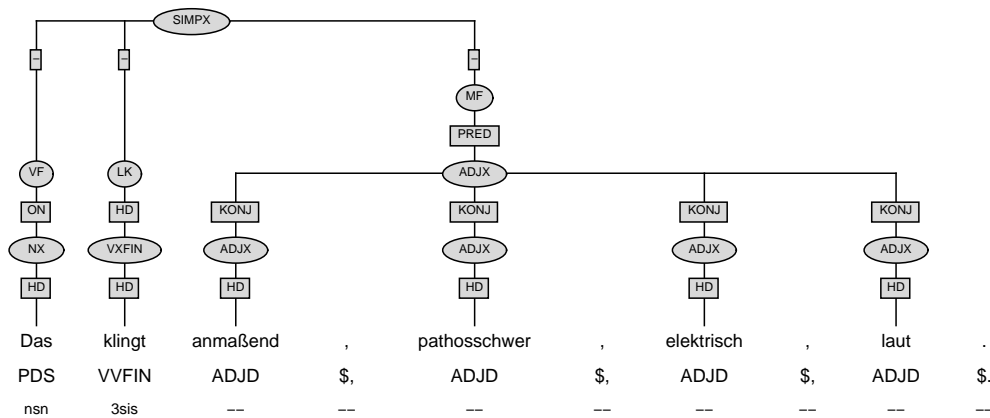 SIMPX
– – –
MF
PRED
VF LK ADJX
ON HD KONJ KONJ KONJ KONJ
NX VXFIN ADJX ADJX ADJX ADJX
HD HD HD HD HD HD
Das klingt anmaßend , pathosschwer , elektrisch , laut .
PDS VVFIN ADJD $, ADJD $, ADJD $, ADJD $.
nsn 3sis –– –– –– –– –– –– –– ––